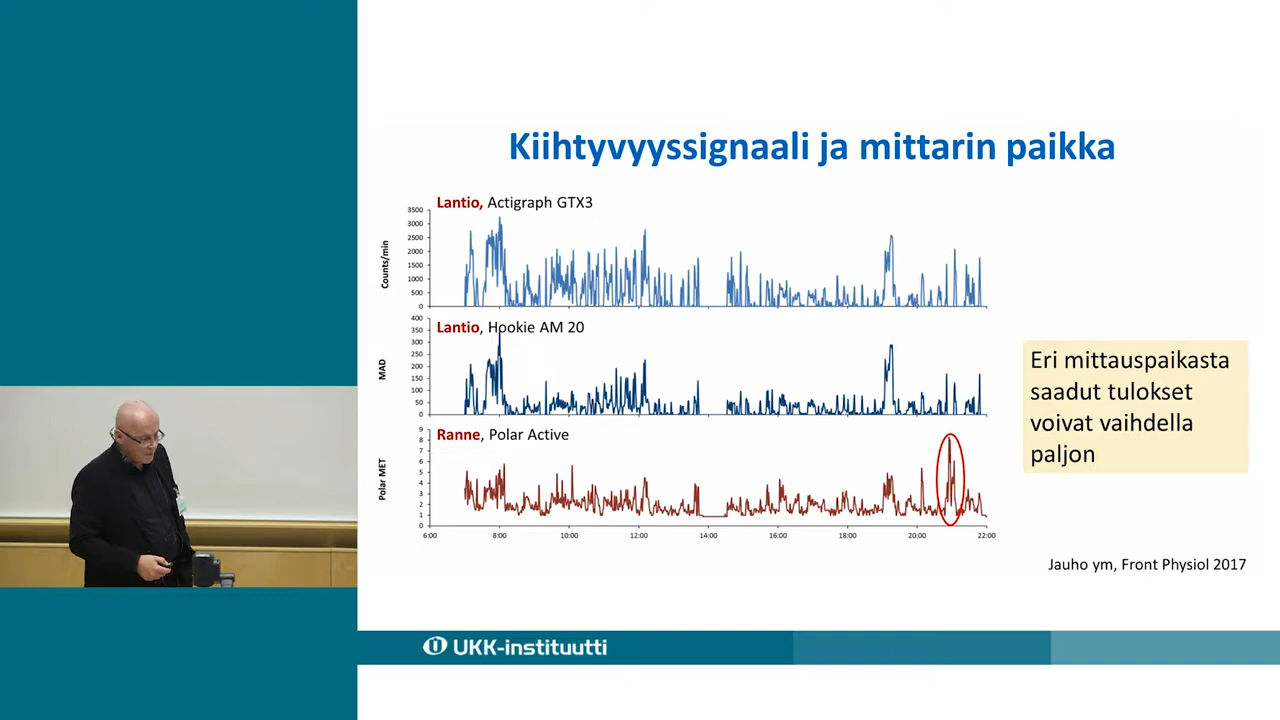 Kiihtyvyyssignaali ja mittarin paikka
Lantio, Actigraph GTX3
Counts/min
3500
3000
2500
2000
1500
1000
500
0
Lantio, Hookie AM 20
MAD
400
350
300
250
200
150
100
50
0
Ranne, Polar Active
Polar MET
9
8
7
6
5
4
3
2
1
0
6:00 8:00 10:00 12:00 14:00 16:00 18:00 20:00 22:00
Eri mittauspaikasta
saadut tulokset
voivat vaihdella
paljon
Jauho ym, Front Physiol 2017
UKK-instituutti